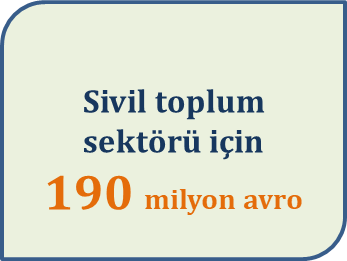 Sivil toplum
sektörü için
190 milyon avro